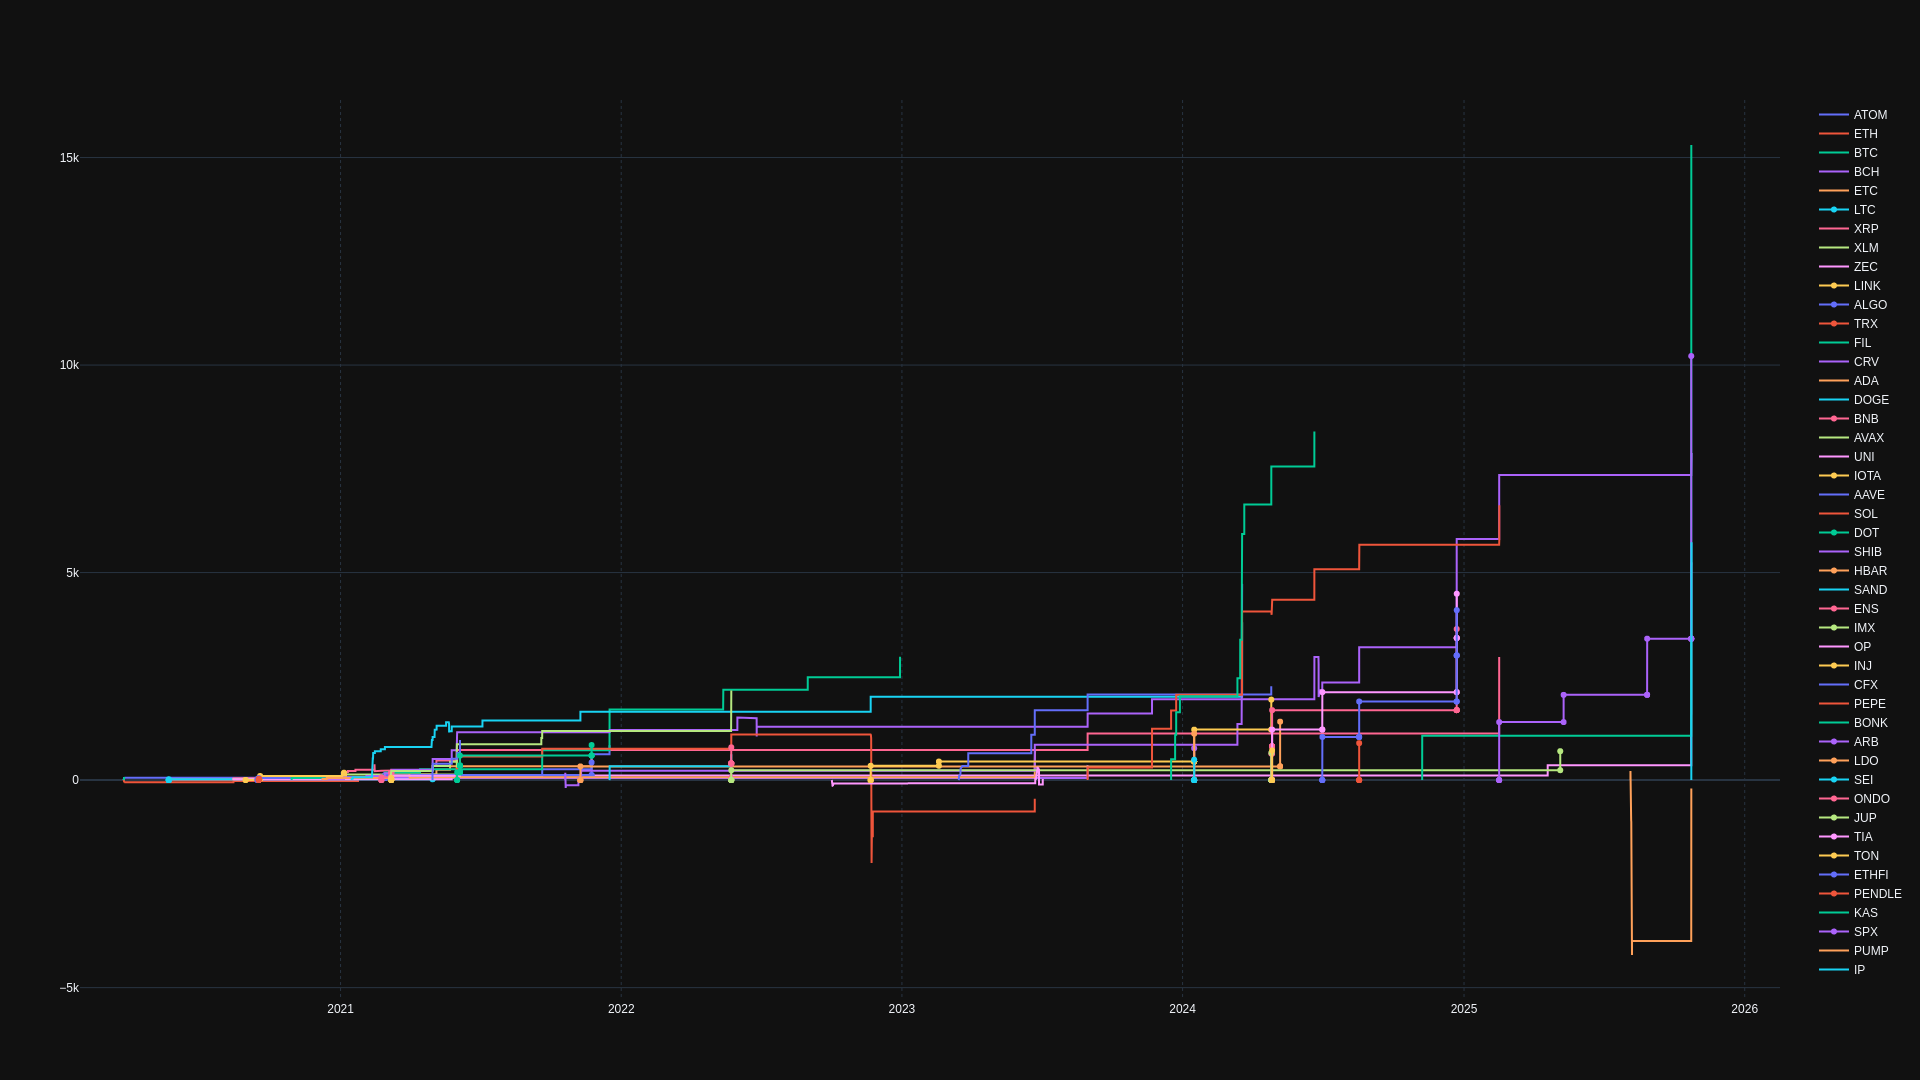 15k
10k
5k
0
−5k
2021
2022
2023
2024
2025
2026
ATOM
ETH
BTC
BCH
ETC
LTC
XRP
XLM
ZEC
LINK
ALGO
TRX
FIL
CRV
ADA
DOGE
BNB
AVAX
UNI
IOTA
AAVE
SOL
DOT
SHIB
HBAR
SAND
ENS
IMX
OP
INJ
CFX
PEPE
BONK
ARB
LDO
SEI
ONDO
JUP
TIA
TON
ETHFI
PENDLE
KAS
SPX
PUMP
IP